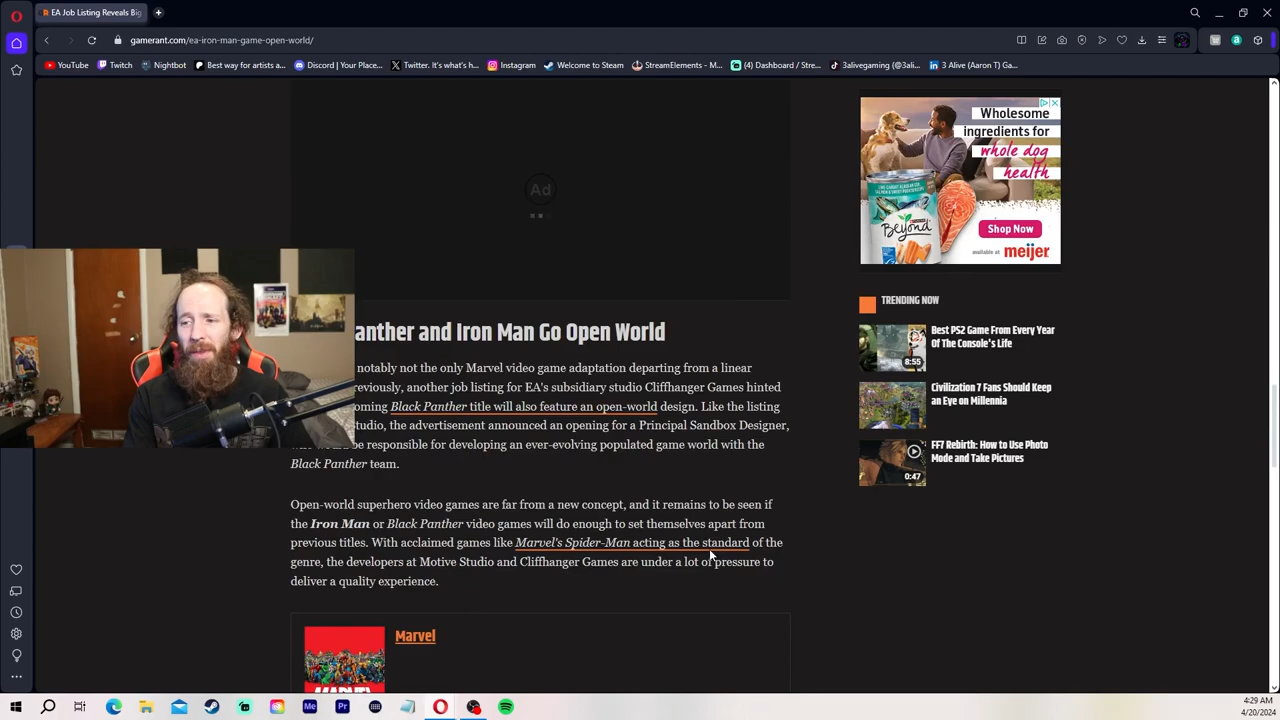 EA Job Listing Reveals Big
gamerant.com/ea-iron-man-game-open-world/
YouTube
Twitch
Nightbot
Best way for artists a...
Discord | Your Place...
Twitter. It's what's h...
Instagram
Welcome to Steam
StreamElements - M...
(4) Dashboard / Stre...
3alivegaming (@3ali...
3 Alive (Aaron T) | Ga...
Ad
Wholesome
ingredients for
whole dog
health
Beyond
Shop Now
available at meijer
TRENDING NOW
Best PS2 Game From Every Year
Of The Console's Life
8:55
Civilization 7 Fans Should Keep
an Eye on Millennia
FF7 Rebirth: How to Use Photo
Mode and Take Pictures
0:47
anther and Iron Man Go Open World
notably not the only Marvel video game adaptation departing from a linear
reviously, another job listing for EA's subsidiary studio Cliffhanger Games hinted
coming Black Panther title will also feature an open-world design. Like the listing
studio, the advertisement announced an opening for a Principal Sandbox Designer,
be responsible for developing an ever-evolving populated game world with the
Black Panther team.
Open-world superhero video games are far from a new concept, and it remains to be seen if
the Iron Man or Black Panther video games will do enough to set themselves apart from
previous titles. With acclaimed games like Marvel's Spider-Man acting as the standard of the
genre, the developers at Motive Studio and Cliffhanger Games are under a lot of pressure to
deliver a quality experience.
Marvel
MARVEL
Me
Pr
4:29 AM
4/20/2024